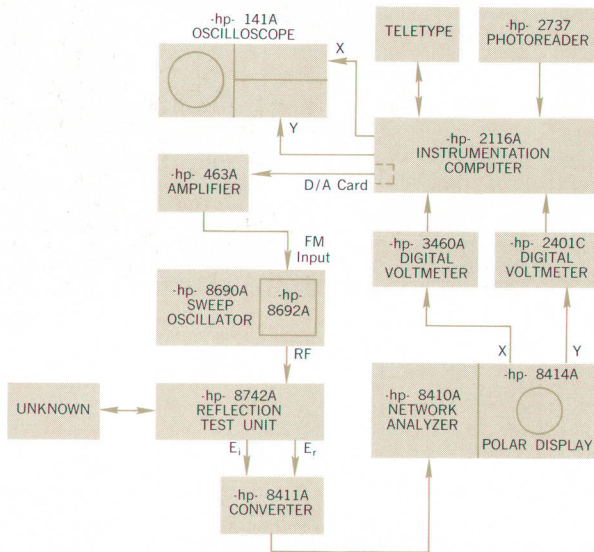 -hp- 141A
OSCILLOSCOPE
X
Y
TELETYPE
-hp- 2737
PHOTOREADER
-hp- 2116A
INSTRUMENTATION
COMPUTER
D/A Card
-hp- 463A
AMPLIFIER
FM
Input
-hp- 3460A
DIGITAL
VOLTMETER
-hp- 2401C
DIGITAL
VOLTMETER
-hp- 8690A
SWEEP
OSCILLATOR
-hp-
8692A
RF
X
Y
UNKNOWN
-hp- 8742A
REFLECTION
TEST UNIT
-hp- 8410A
NETWORK
ANALYZER
-hp- 8414A
POLAR DISPLAY
Ei
Er
-hp- 8411A
CONVERTER